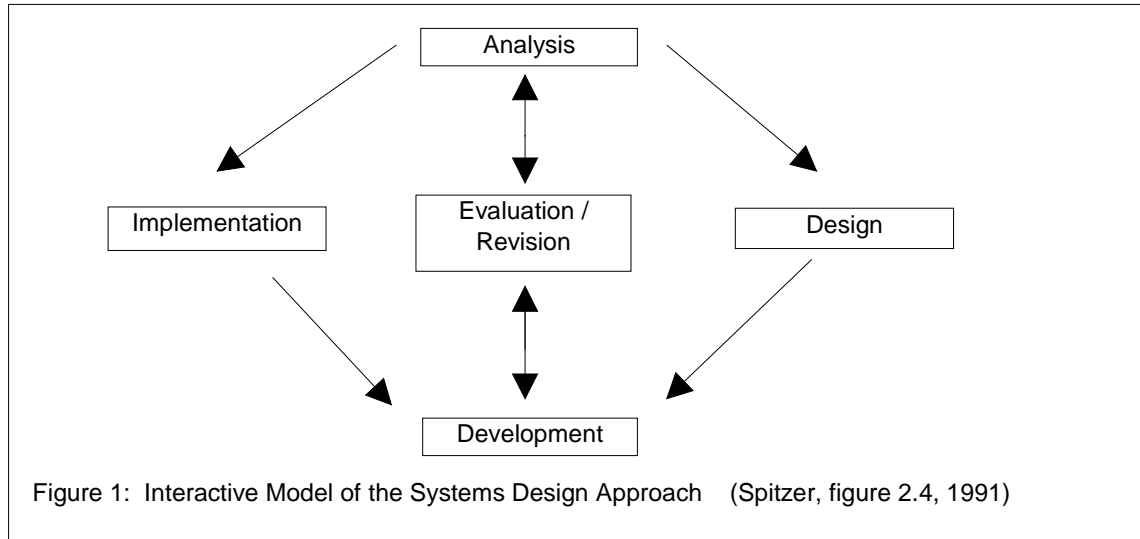 Analysis
Implementation
Evaluation /
Revision
Design
Development
Figure 1:  Interactive Model of the Systems Design Approach    (Spitzer, figure 2.4, 1991)